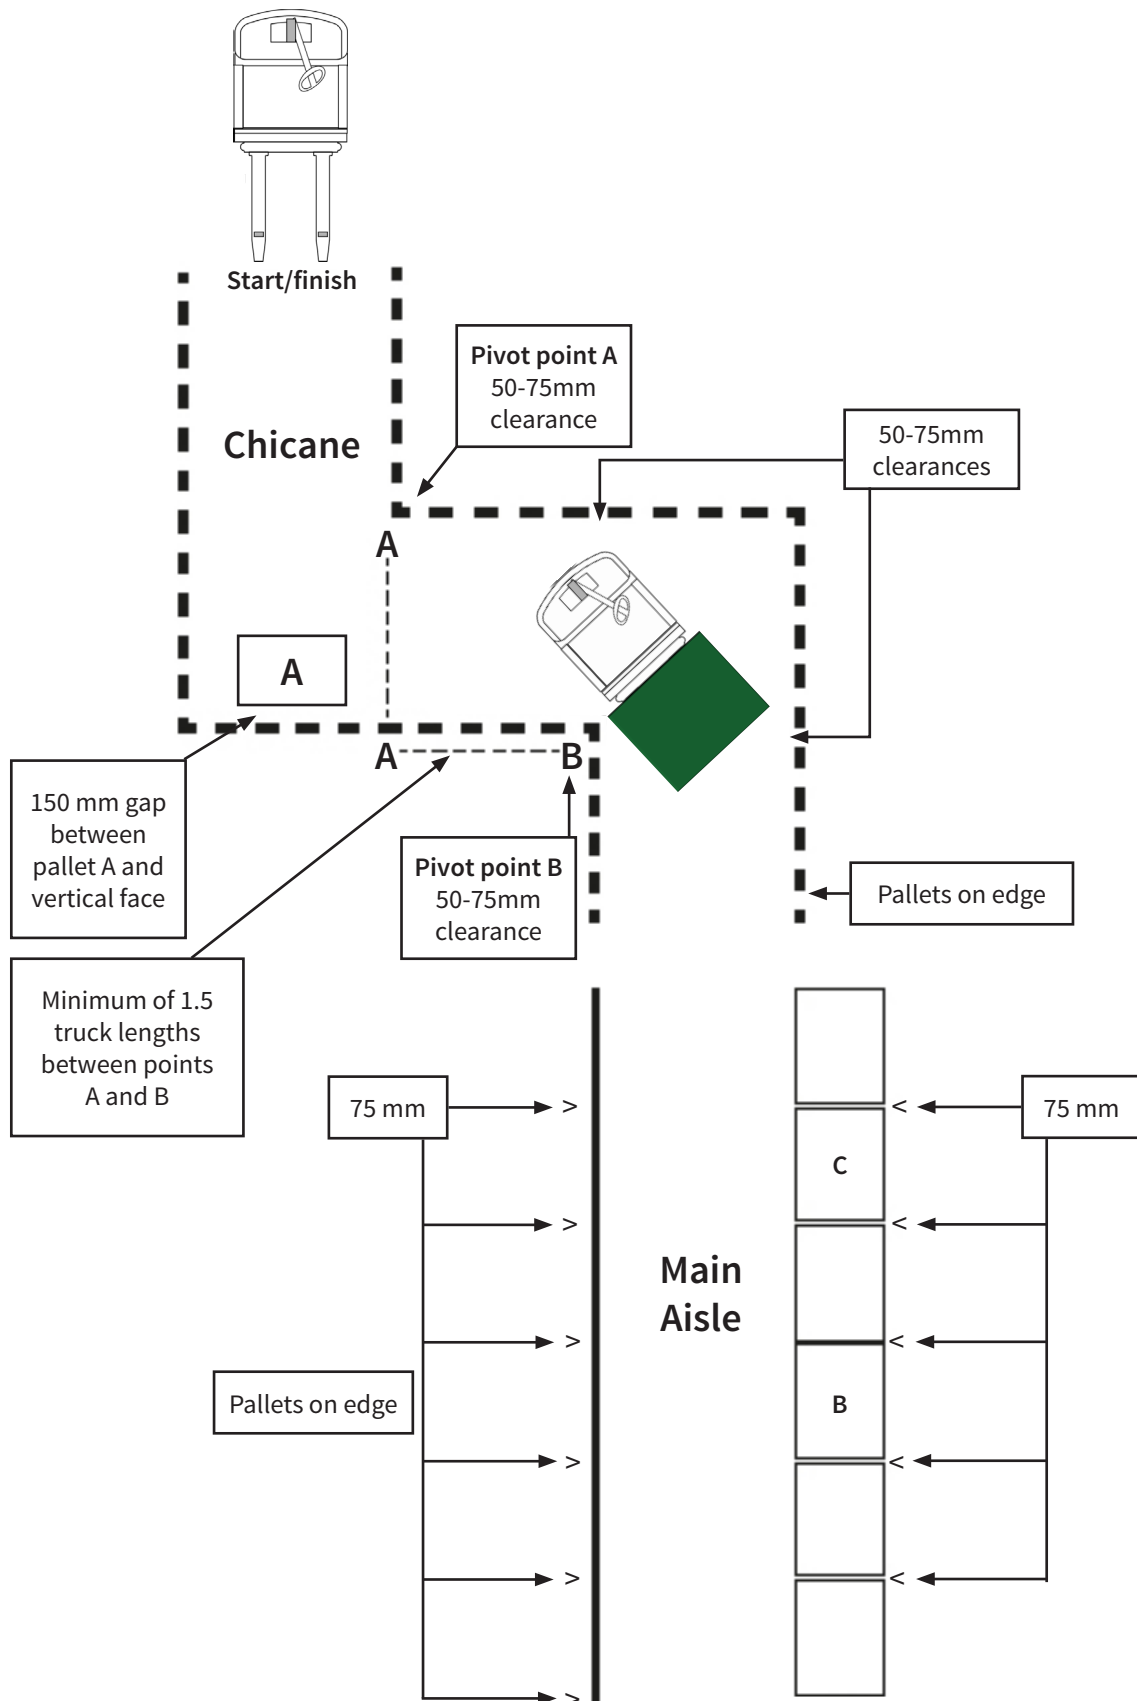 Start/finish
Pivot point A
50-75mm
clearance
Chicane
50-75mm
clearances
A
A
A
B
150 mm gap
between
pallet A and
vertical face
Pivot point B
50-75mm
clearance
Pallets on edge
Minimum of 1.5
truck lengths
between points
A and B
75 mm
>
<
75 mm
C
>
<
Main
Aisle
>
<
Pallets on edge
B
>
<
>
<
>